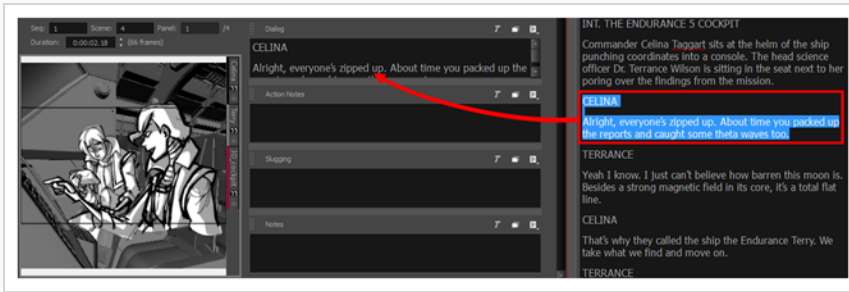 Seq: 1 Scene: 4 Panel: 1 /4
Duration: 0:00:02.18 (66 frames)
Celina
Terry
3D_cockpit
Dialog
CELINA
Alright, everyone's zipped up. About time you packed up the
Action Notes
Slugging
Notes
INT. THE ENDURANCE 5 COCKPIT
Commander Celina Taggart sits at the helm of the ship
punching coordinates into a console. The head science
officer Dr. Terrance Wilson is sitting in the seat next to her
poring over the findings from the mission.
CELINA
Alright, everyone's zipped up. About time you packed up
the reports and caught some theta waves too.
TERRANCE
Yeah I know. I just can't believe how barren this moon is.
Besides a strong magnetic field in its core, it's a total flat
line.
CELINA
That's why they called the ship the Endurance Terry. We
take what we find and move on.
TERRANCE